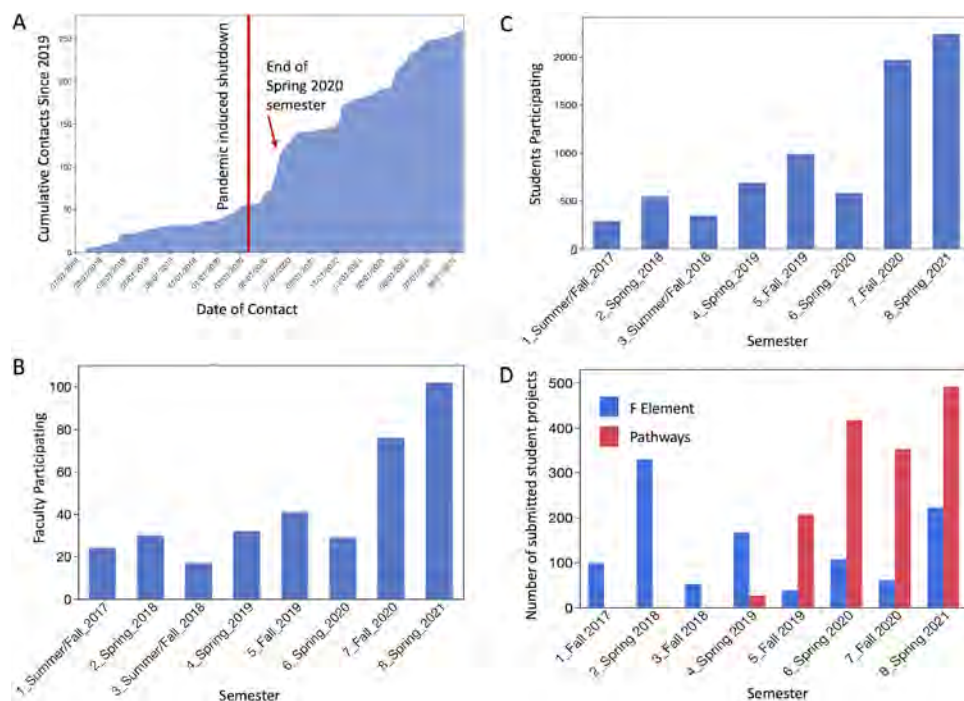 A
Cumulative Contacts Since 2019
250
200
150
100
50
0
Pandemic induced shutdown
End of
Spring 2020
semester
Date of Contact
C
Students Participating
2000
1500
1000
500
0
1_Summer/Fall_2017
2_Spring_2018
3_Summer/Fall_2018
4_Spring_2019
5_Fall_2019
6_Spring_2020
7_Fall_2020
8_Spring_2021
Semester
B
Faculty Participating
100
80
60
40
20
0
1_Summer/Fall_2017
2_Spring_2018
3_Summer/Fall_2018
4_Spring_2019
5_Fall_2019
6_Spring_2020
7_Fall_2020
8_Spring_2021
Semester
D
Number of submitted student projects
500
400
300
200
100
0
F Element
Pathways
1_Fall 2017
2_Spring 2018
3_Fall 2018
4_Spring 2019
5_Fall 2019
6_Spring 2020
7_Fall 2020
8_Spring 2021
Semester